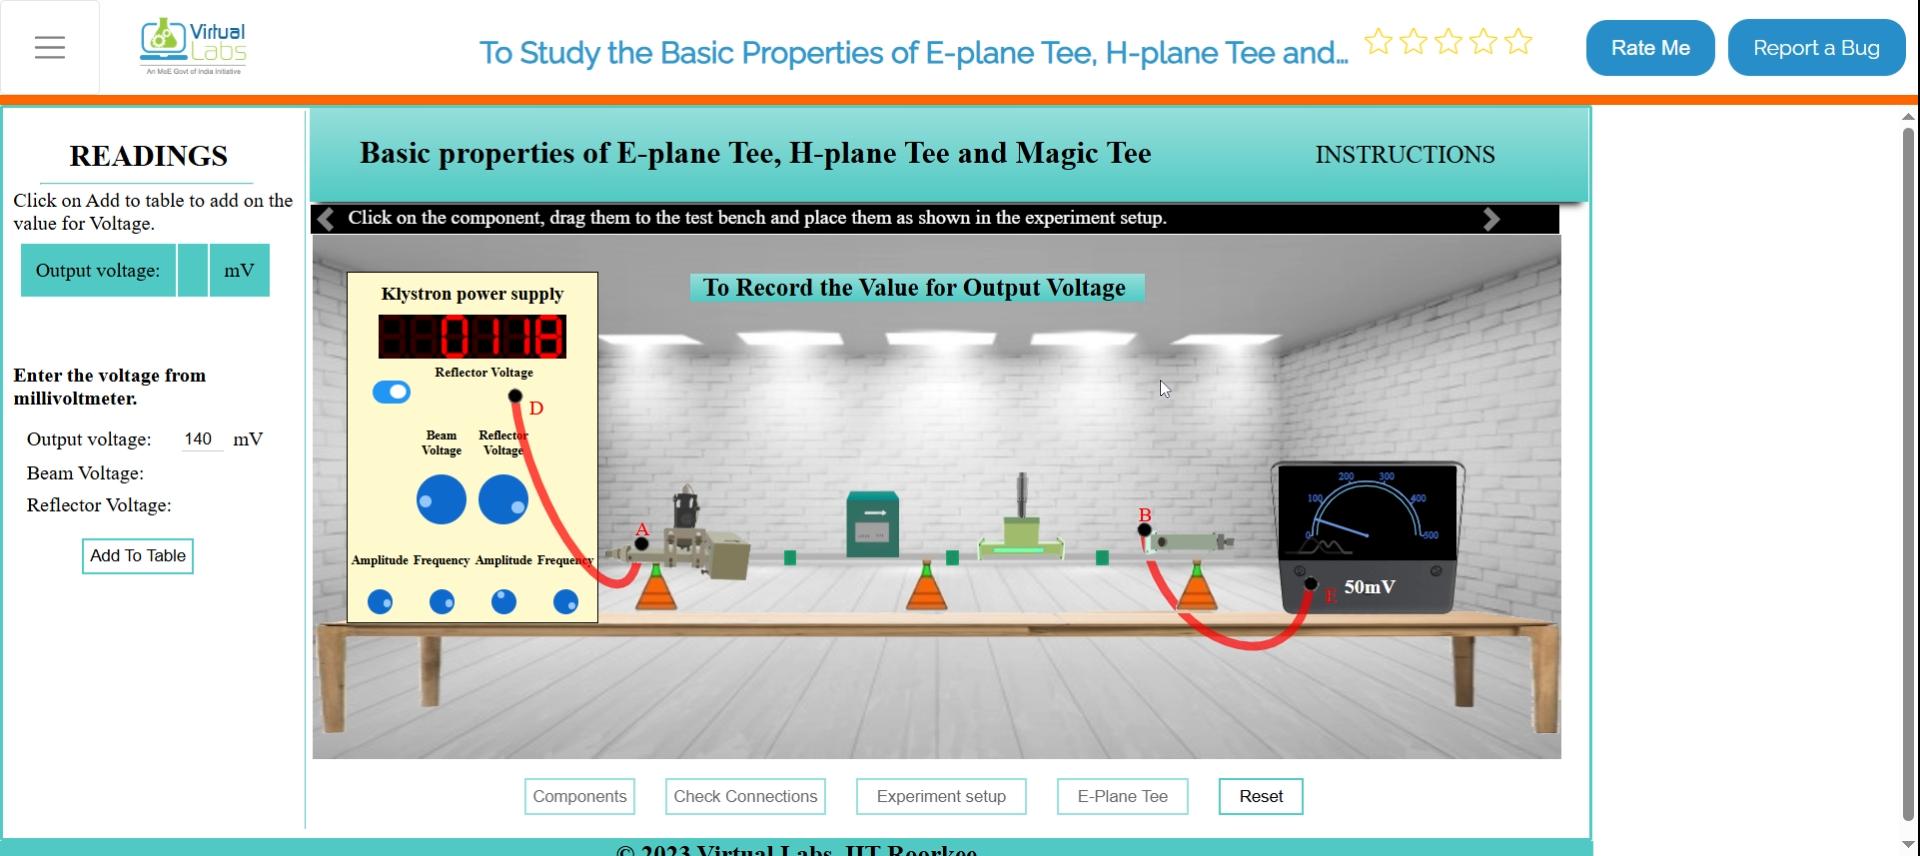 Virtual
Labs
An MoE Govt of India Initiative
To Study the Basic Properties of E-plane Tee, H-plane Tee and...
Rate Me
Report a Bug
READINGS
Click on Add to table to add on the
value for Voltage.
Output voltage:
mV
Enter the voltage from
millivoltmeter.
Output voltage: 140 mV
Beam Voltage:
Reflector Voltage:
Add To Table
Basic properties of E-plane Tee, H-plane Tee and Magic Tee
INSTRUCTIONS
Click on the component, drag them to the test bench and place them as shown in the experiment setup.
To Record the Value for Output Voltage
Klystron power supply
0118
Reflector Voltage
D
Beam
Voltage
Reflector
Voltage
Amplitude Frequency Amplitude Frequency
A
B
0
100
200
300
400
500
50mV
E
Components
Check Connections
Experiment setup
E-Plane Tee
Reset
© 2023 Virtual Labs, IIT Roorkee